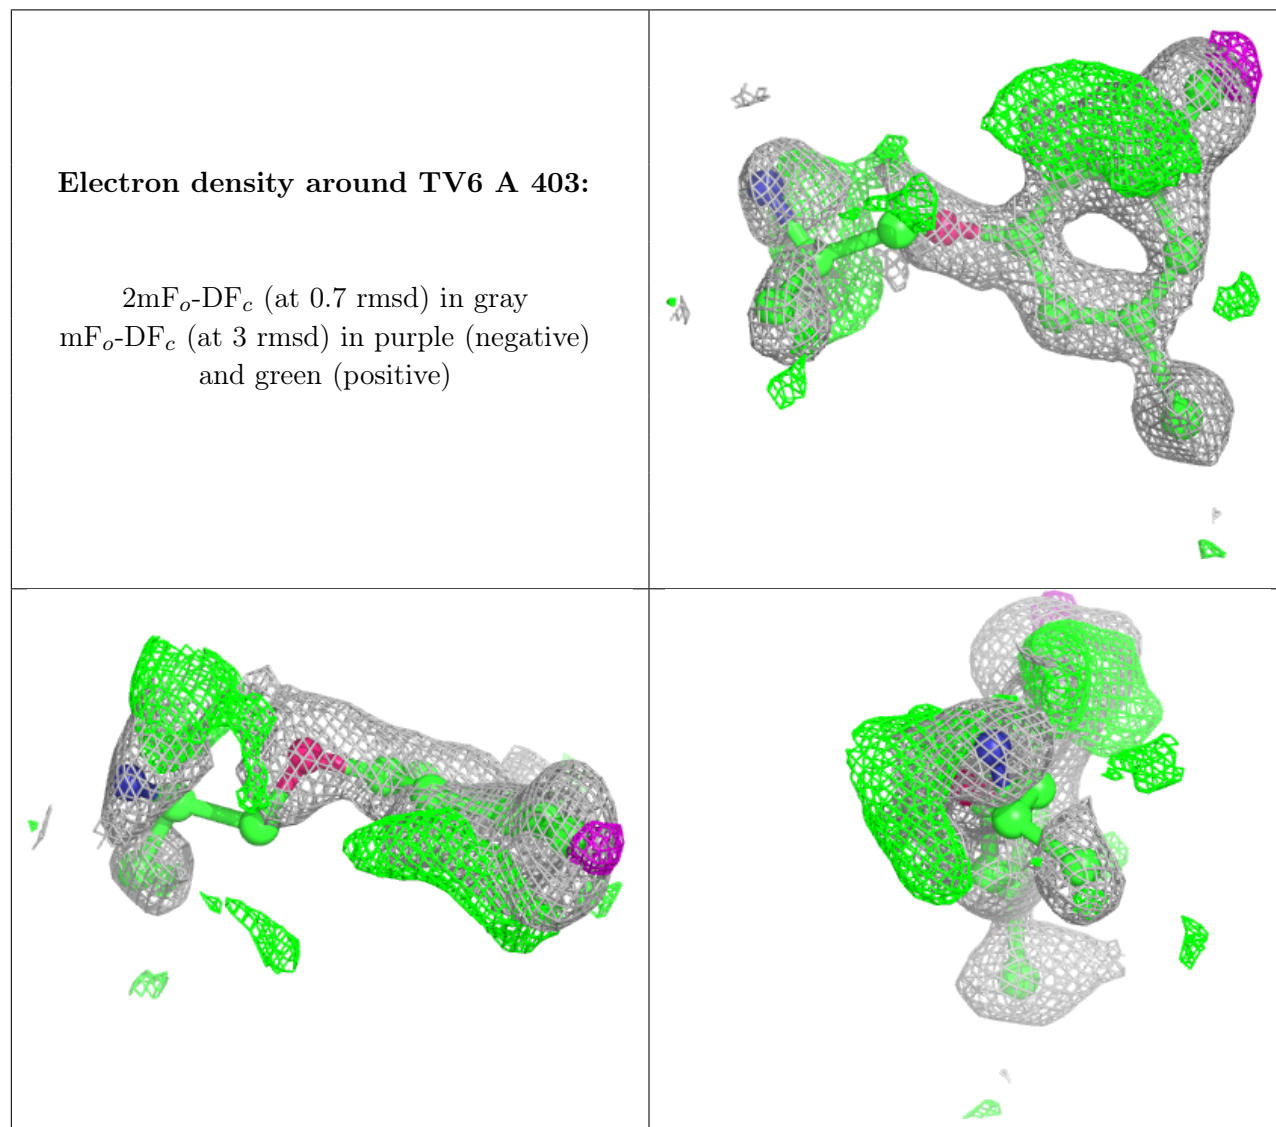 Electron density around TV6 A 403:
2mFo-DFc (at 0.7 rmsd) in gray
mFo-DFc (at 3 rmsd) in purple (negative)
and green (positive)